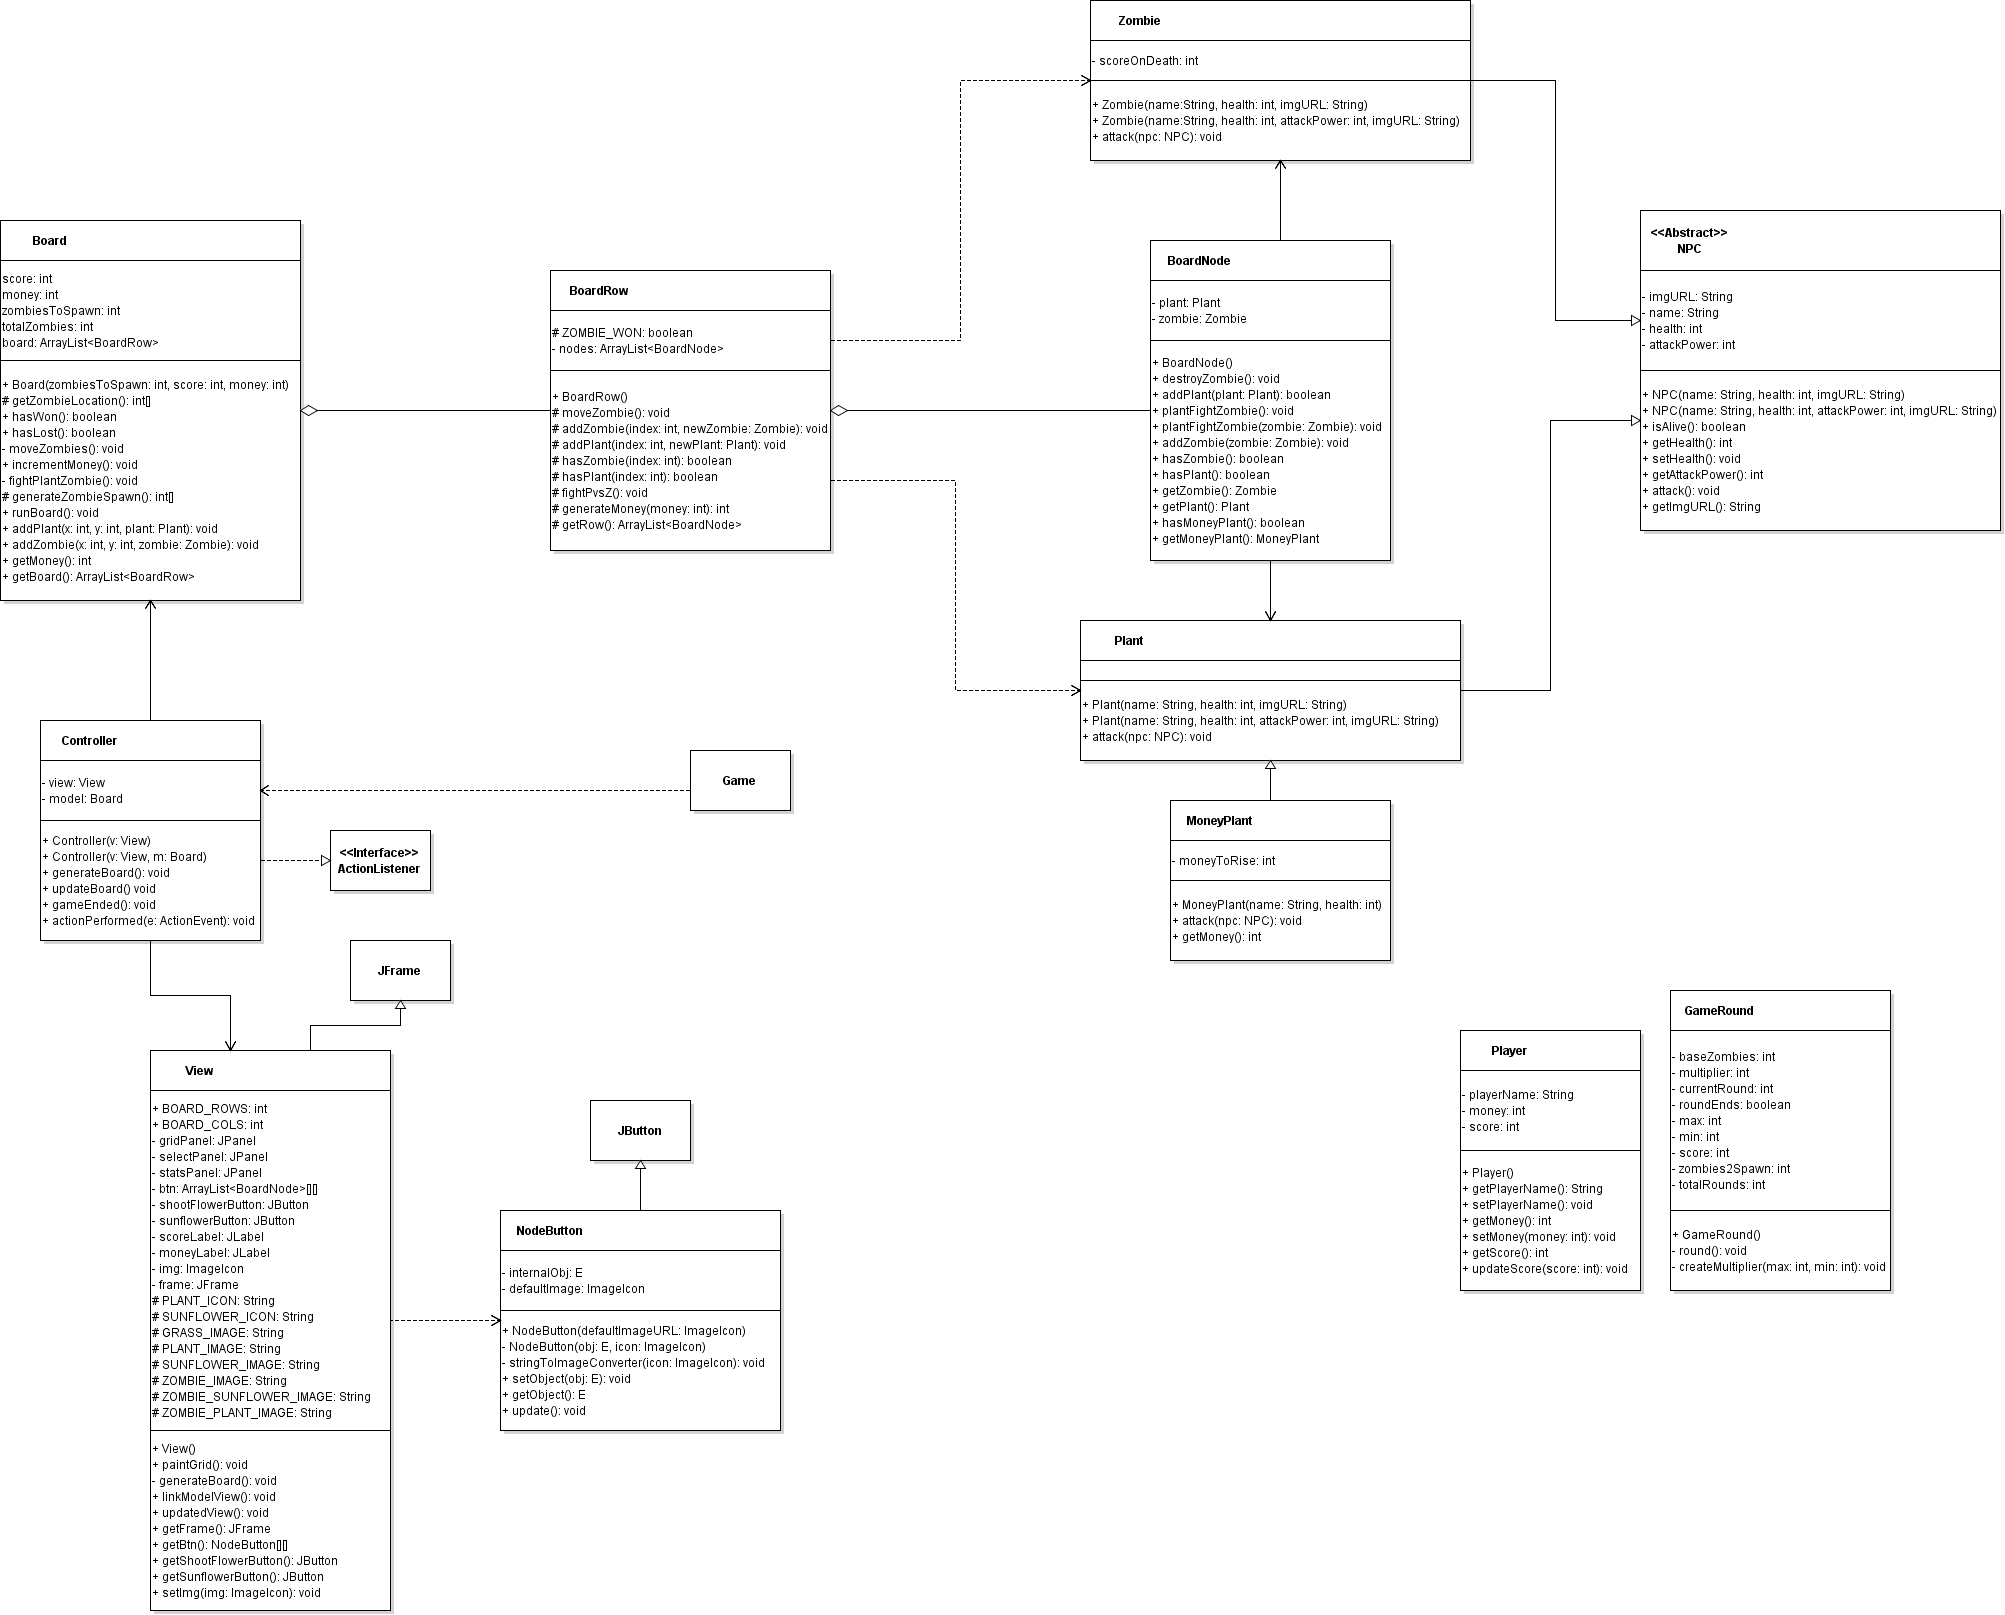 Zombie
- scoreOnDeath: int
+ Zombie(name:String, health: int, imgURL: String)
+ Zombie(name:String, health: int, attackPower: int, imgURL: String)
+ attack(npc: NPC): void
Board
score: int
money: int
zombiesToSpawn: int
totalZombies: int
board: ArrayList<BoardRow>
+ Board(zombiesToSpawn: int, score: int, money: int)
# getZombieLocation(): int[]
+ hasWon(): boolean
+ hasLost(): boolean
- moveZombies(): void
+ incrementMoney(): void
- fightPlantZombie(): void
# generateZombieSpawn(): int[]
+ runBoard(): void
+ addPlant(x: int, y: int, plant: Plant): void
+ addZombie(x: int, y: int, zombie: Zombie): void
+ getMoney(): int
+ getBoard(): ArrayList<BoardRow>
BoardRow
# ZOMBIE_WON: boolean
- nodes: ArrayList<BoardNode>
+ BoardRow()
# moveZombie(): void
# addZombie(index: int, newZombie: Zombie): void
# addPlant(index: int, newPlant: Plant): void
# hasZombie(index: int): boolean
# hasPlant(index: int): boolean
# fightPvsZ(): void
# generateMoney(money: int): int
# getRow(): ArrayList<BoardNode>
BoardNode
- plant: Plant
- zombie: Zombie
+ BoardNode()
+ destroyZombie(): void
+ addPlant(plant: Plant): boolean
+ plantFightZombie(): void
+ plantFightZombie(zombie: Zombie): void
+ addZombie(zombie: Zombie): void
+ hasZombie(): boolean
+ hasPlant(): boolean
+ getZombie(): Zombie
+ getPlant(): Plant
+ hasMoneyPlant(): boolean
+ getMoneyPlant(): MoneyPlant
<<Abstract>>
NPC
- imgURL: String
- name: String
- health: int
- attackPower: int
+ NPC(name: String, health: int, imgURL: String)
+ NPC(name: String, health: int, attackPower: int, imgURL: String)
+ isAlive(): boolean
+ getHealth(): int
+ setHealth(): void
+ getAttackPower(): int
+ attack(): void
+ getImgURL(): String
Plant
+ Plant(name: String, health: int, imgURL: String)
+ Plant(name: String, health: int, attackPower: int, imgURL: String)
+ attack(npc: NPC): void
Controller
- view: View
- model: Board
+ Controller(v: View)
+ Controller(v: View, m: Board)
+ generateBoard(): void
+ updateBoard() void
+ gameEnded(): void
+ actionPerformed(e: ActionEvent): void
Game
<<Interface>>
ActionListener
MoneyPlant
- moneyToRise: int
+ MoneyPlant(name: String, health: int)
+ attack(npc: NPC): void
+ getMoney(): int
JFrame
View
+ BOARD_ROWS: int
+ BOARD_COLS: int
- gridPanel: JPanel
- selectPanel: JPanel
- statsPanel: JPanel
- btn: ArrayList<BoardNode>[][]
- shootFlowerButton: JButton
- sunflowerButton: JButton
- scoreLabel: JLabel
- moneyLabel: JLabel
- img: ImageIcon
- frame: JFrame
# PLANT_ICON: String
# SUNFLOWER_ICON: String
# GRASS_IMAGE: String
# PLANT_IMAGE: String
# SUNFLOWER_IMAGE: String
# ZOMBIE_IMAGE: String
# ZOMBIE_SUNFLOWER_IMAGE: String
# ZOMBIE_PLANT_IMAGE: String
+ View()
+ paintGrid(): void
- generateBoard(): void
+ linkModelView(): void
+ updatedView(): void
+ getFrame(): JFrame
+ getBtn(): NodeButton[][]
+ getShootFlowerButton(): JButton
+ getSunflowerButton(): JButton
+ setImg(img: ImageIcon): void
JButton
NodeButton
- internalObj: E
- defaultImage: ImageIcon
+ NodeButton(defaultImageURL: ImageIcon)
- NodeButton(obj: E, icon: ImageIcon)
- stringToImageConverter(icon: ImageIcon): void
+ setObject(obj: E): void
+ getObject(): E
+ update(): void
Player
- playerName: String
- money: int
- score: int
+ Player()
+ getPlayerName(): String
+ setPlayerName(): void
+ getMoney(): int
+ setMoney(money: int): void
+ getScore(): int
+ updateScore(score: int): void
GameRound
- baseZombies: int
- multiplier: int
- currentRound: int
- roundEnds: boolean
- max: int
- min: int
- score: int
- zombies2Spawn: int
- totalRounds: int
+ GameRound()
- round(): void
- createMultiplier(max: int, min: int): void